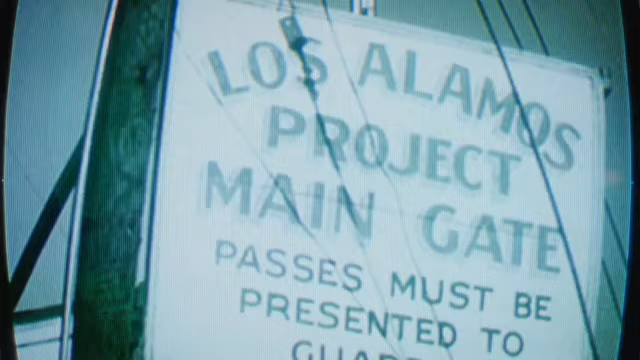 LOS ALAMOS
PROJECT
MAIN GATE
PASSES MUST BE
PRESENTED TO